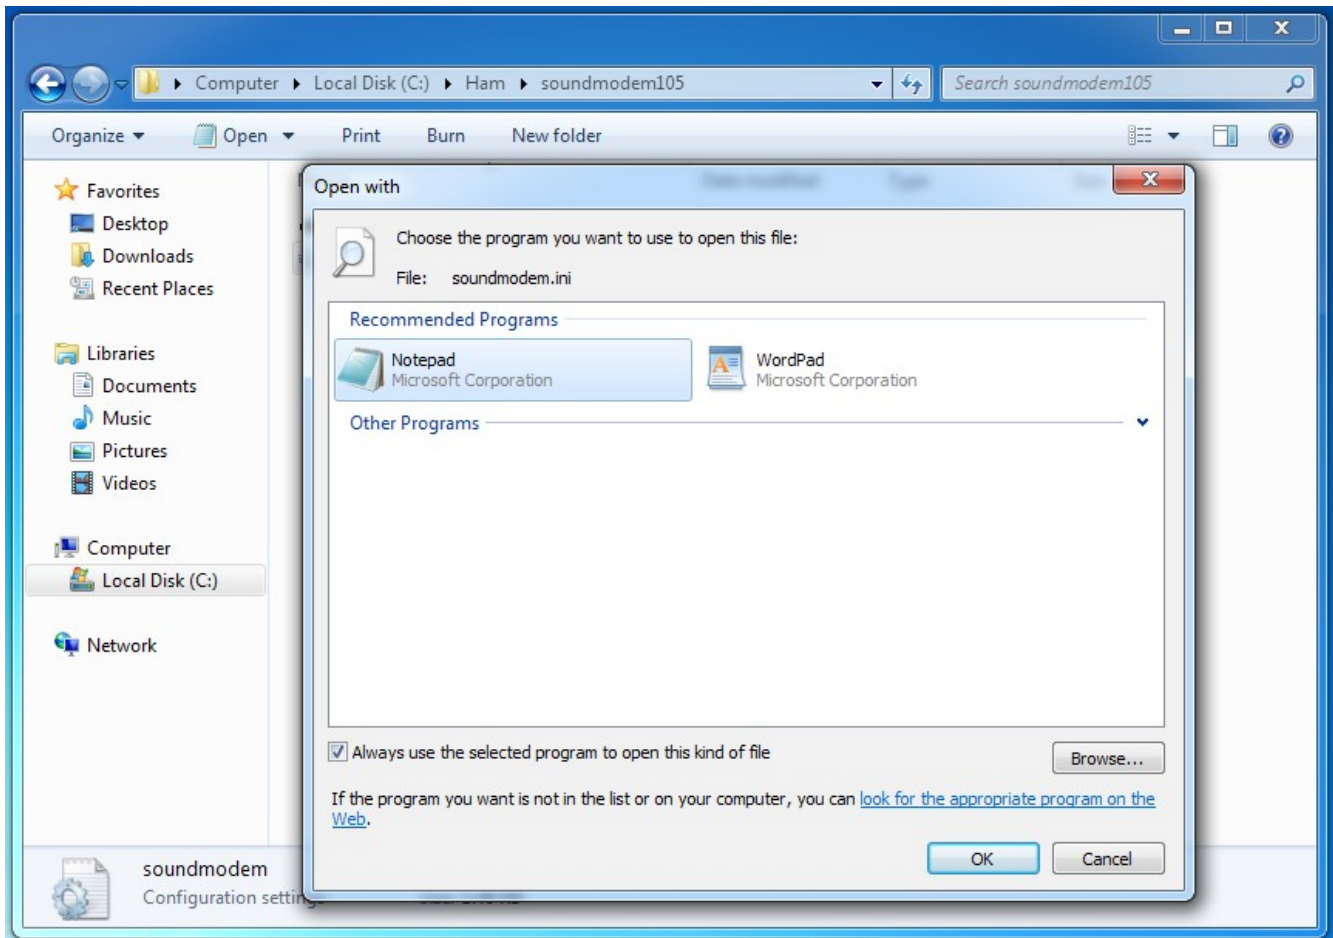 Computer ▸ Local Disk (C:) ▸ Ham ▸ soundmodem105
Search soundmodem105
Organize Open Print Burn New folder
Favorites
Desktop
Downloads
Recent Places
Libraries
Documents
Music
Pictures
Videos
Computer
Local Disk (C:)
Network
Open with
Choose the program you want to use to open this file:
File: soundmodem.ini
Recommended Programs
Notepad
Microsoft Corporation
WordPad
Microsoft Corporation
Other Programs
Always use the selected program to open this kind of file
Browse...
If the program you want is not in the list or on your computer, you can look for the appropriate program on the
Web.
OK Cancel
soundmodem
Configuration